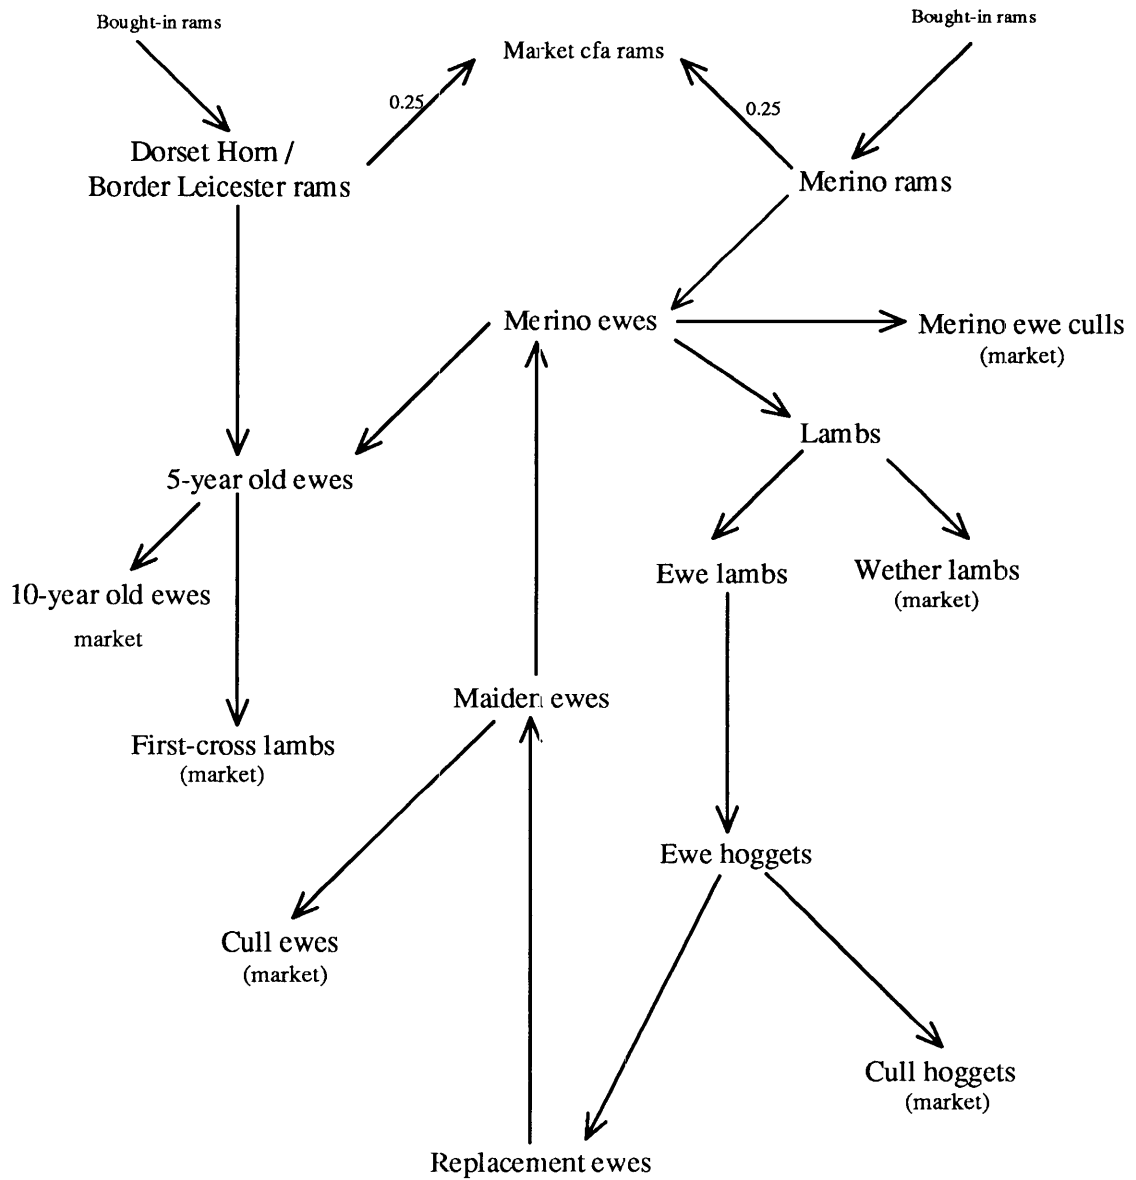 Bought-in rams
Bought-in rams
Market cfa rams
0.25
0.25
Dorset Horn /
Border Leicester rams
Merino rams
Merino ewes
Merino ewe culls
(market)
Lambs
5-year old ewes
10-year old ewes
market
Ewe lambs
Wether lambs
(market)
Maiden ewes
First-cross lambs
(market)
Ewe hoggets
Cull ewes
(market)
Cull hoggets
(market)
Replacement ewes